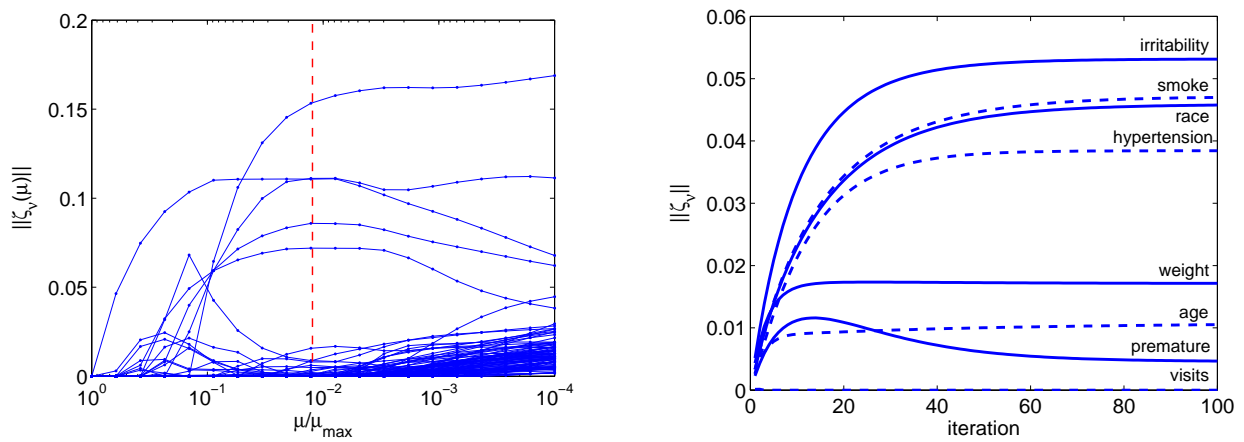 0.2
0.15
0.1
0.05
0
||ζν(μ)||
10⁰
10⁻¹
10⁻²
10⁻³
10⁻⁴
μ/μmax
0.06
0.05
0.04
0.03
0.02
0.01
0
||ζν||
irritability
smoke
race
hypertension
weight
age
premature
visits
0
20
40
60
80
100
iteration